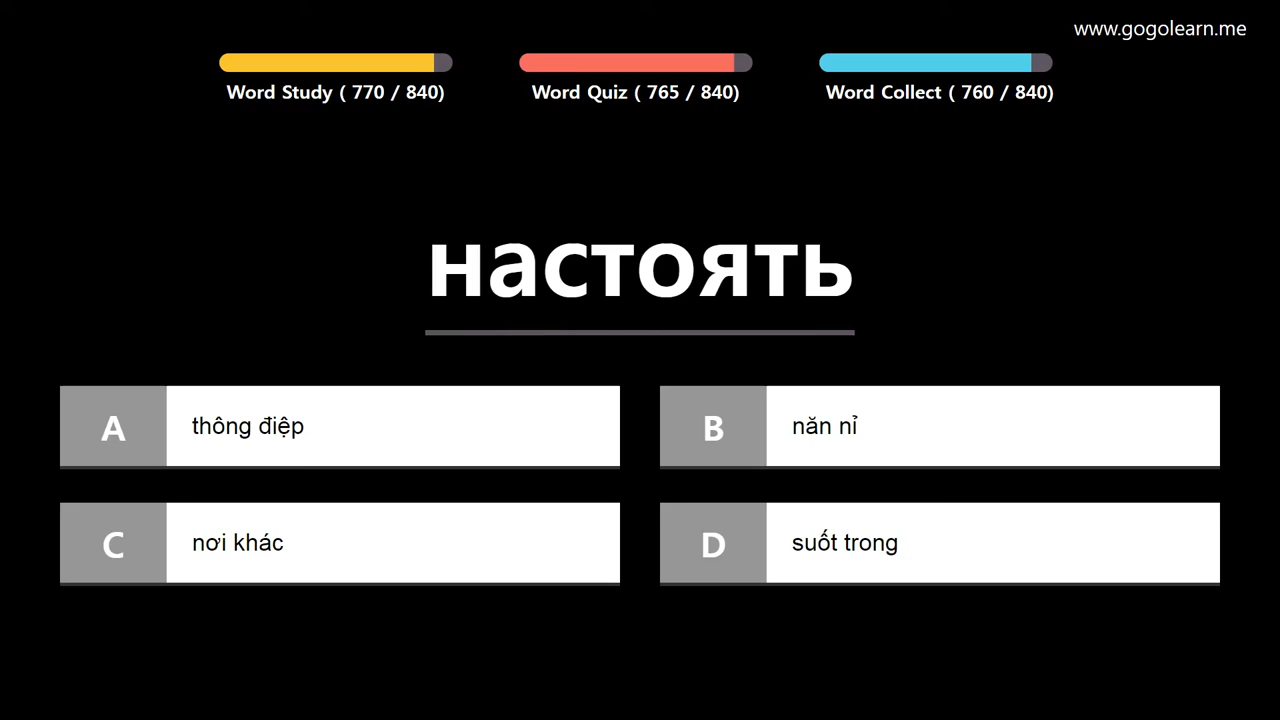 www.gogolearn.me
Word Study ( 770 / 840)
Word Quiz ( 765 / 840)
Word Collect ( 760 / 840)
настоять
A thông điệp
B năn nỉ
C nơi khác
D suốt trong